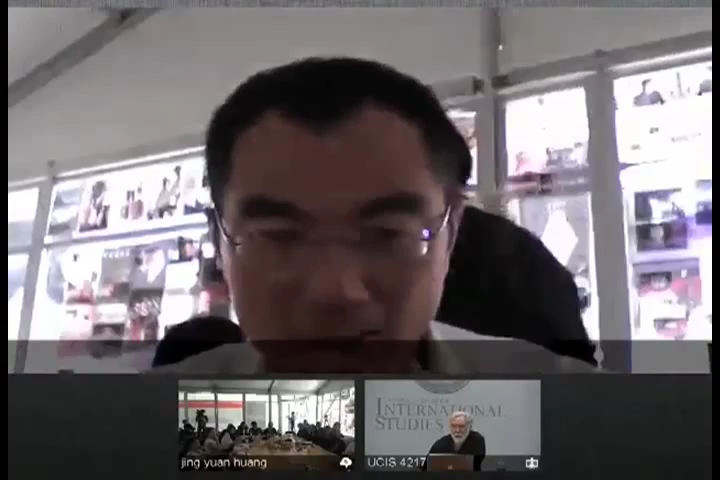 INTERNATIONAL
STUDIES
jing yuan huang
UCIS 4217